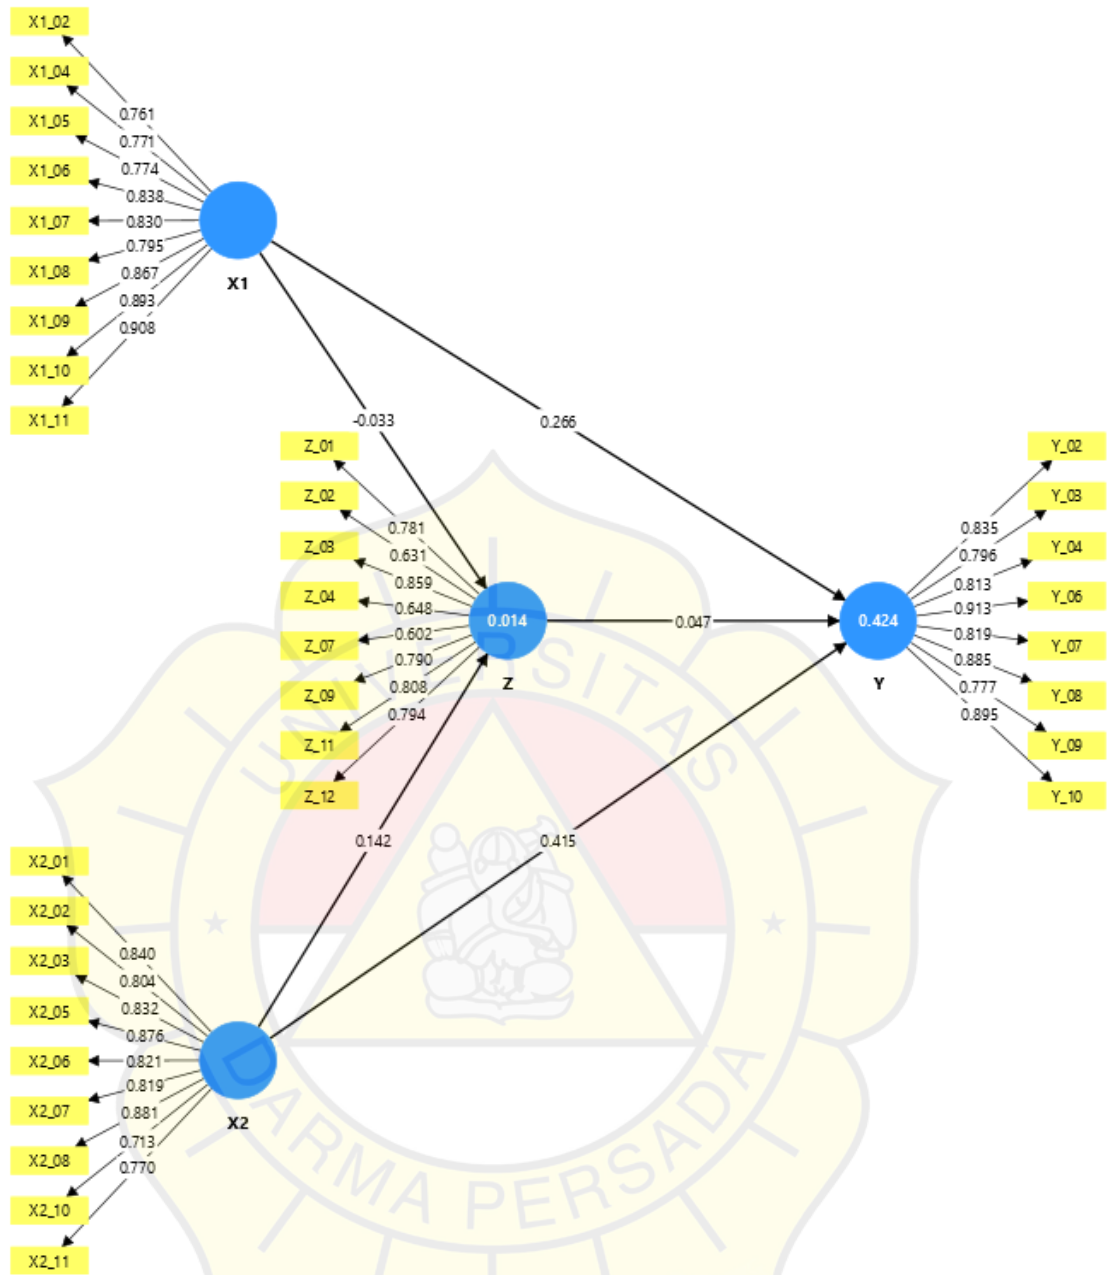 X1_02
X1_04
X1_05
X1_06
X1_07
X1_08
X1_09
X1_10
X1_11
0.761
0.771
0.774
0.838
0.830
0.795
0.867
0.893
0.908
X1
-0.033
0.266
Z_01
Z_02
Z_03
Z_04
Z_07
Z_09
Z_11
Z_12
0.781
0.631
0.859
0.648
0.602
0.790
0.808
0.794
0.014
Z
0.047
0.424
Y
0.835
0.796
0.813
0.913
0.819
0.885
0.777
0.895
Y_02
Y_03
Y_04
Y_06
Y_07
Y_08
Y_09
Y_10
0.142
0.415
X2_01
X2_02
X2_03
X2_05
X2_06
X2_07
X2_08
X2_10
X2_11
0.840
0.804
0.832
0.876
0.821
0.819
0.881
0.713
0.770
X2
UNIVERSITAS
DARMA PERSADA